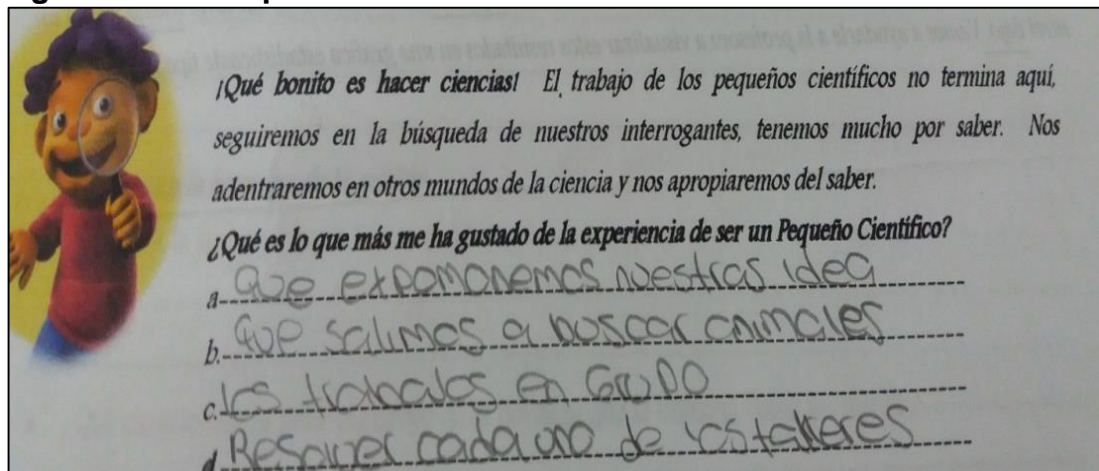 ¡Qué bonito es hacer ciencias! El trabajo de los pequeños científicos no termina aquí,
seguiremos en la búsqueda de nuestros interrogantes, tenemos mucho por saber. Nos
adentraremos en otros mundos de la ciencia y nos apropiaremos del saber.
¿Qué es lo que más me ha gustado de la experiencia de ser un Pequeño Científico?
a- Que expomonemos nuestras idea
b.- Que salimos a buscar animales
c. los trabalos en Grupo
d Resolver cada uno de los talleres